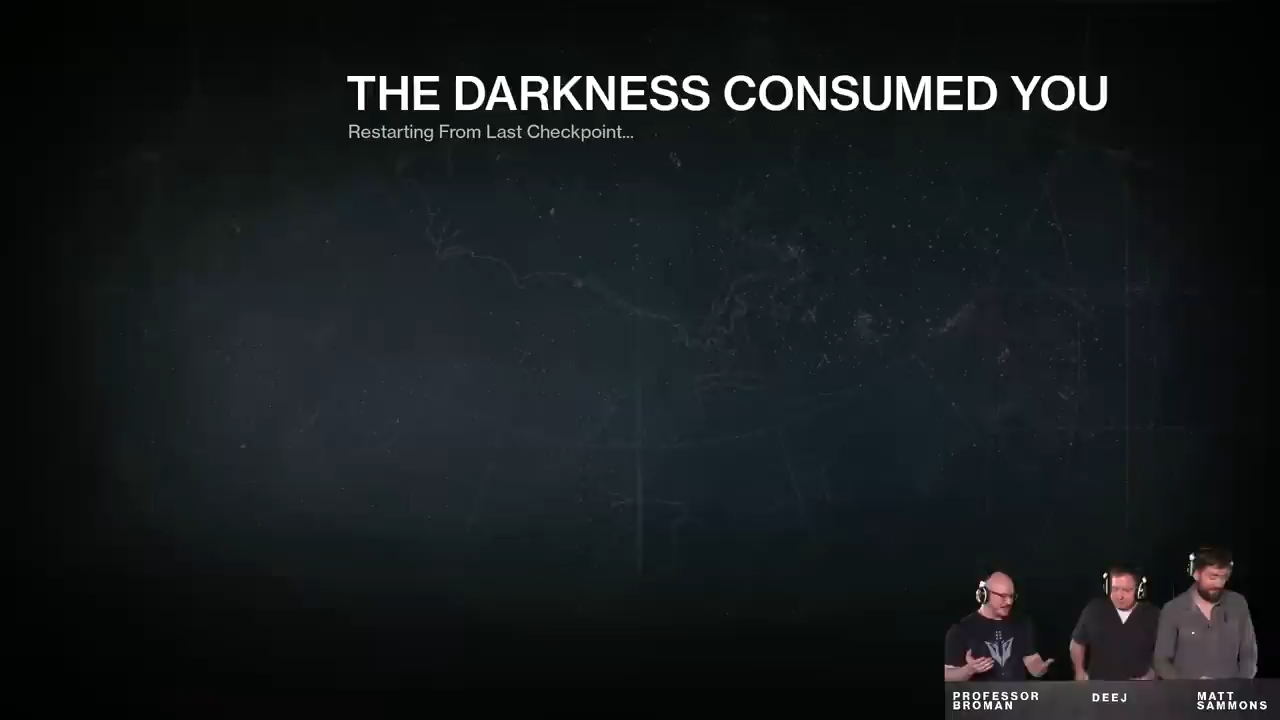 THE DARKNESS CONSUMED YOU
Restarting From Last Checkpoint...
PROFESSOR
BROMAN
DEEJ
MATT
SAMMONS